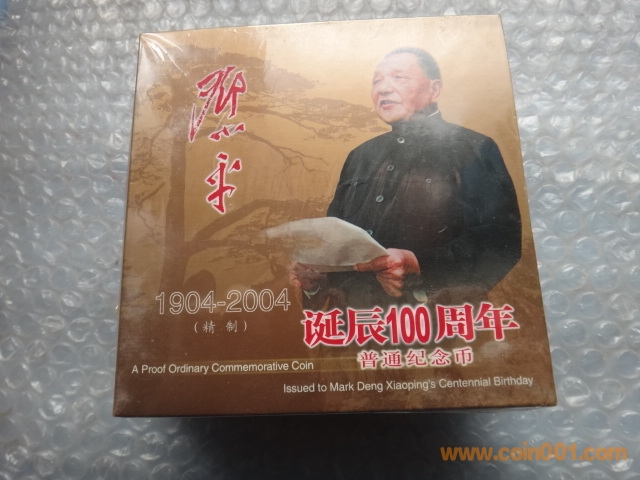 邓小平
1904-2004
(精制)
诞辰100周年
普通纪念币
A Proof Ordinary Commemorative Coin
Issued to Mark Deng Xiaoping's Centennial Birthday
www.coin001.com